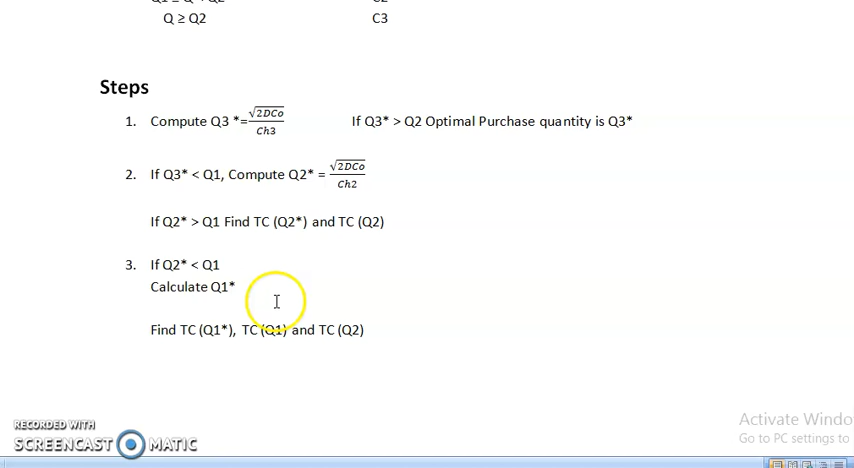 Q ≥ Q2 C3
Steps
1. Compute Q3 *=√2DCo/Ch3 If Q3* > Q2 Optimal Purchase quantity is Q3*
2. If Q3* < Q1, Compute Q2* = √2DCo/Ch2
If Q2* > Q1 Find TC (Q2*) and TC (Q2)
3. If Q2* < Q1
Calculate Q1*
Find TC (Q1*), TC (Q1) and TC (Q2)
RECORDED WITH
SCREENCAST MATIC
Activate Windo
Go to PC settings to